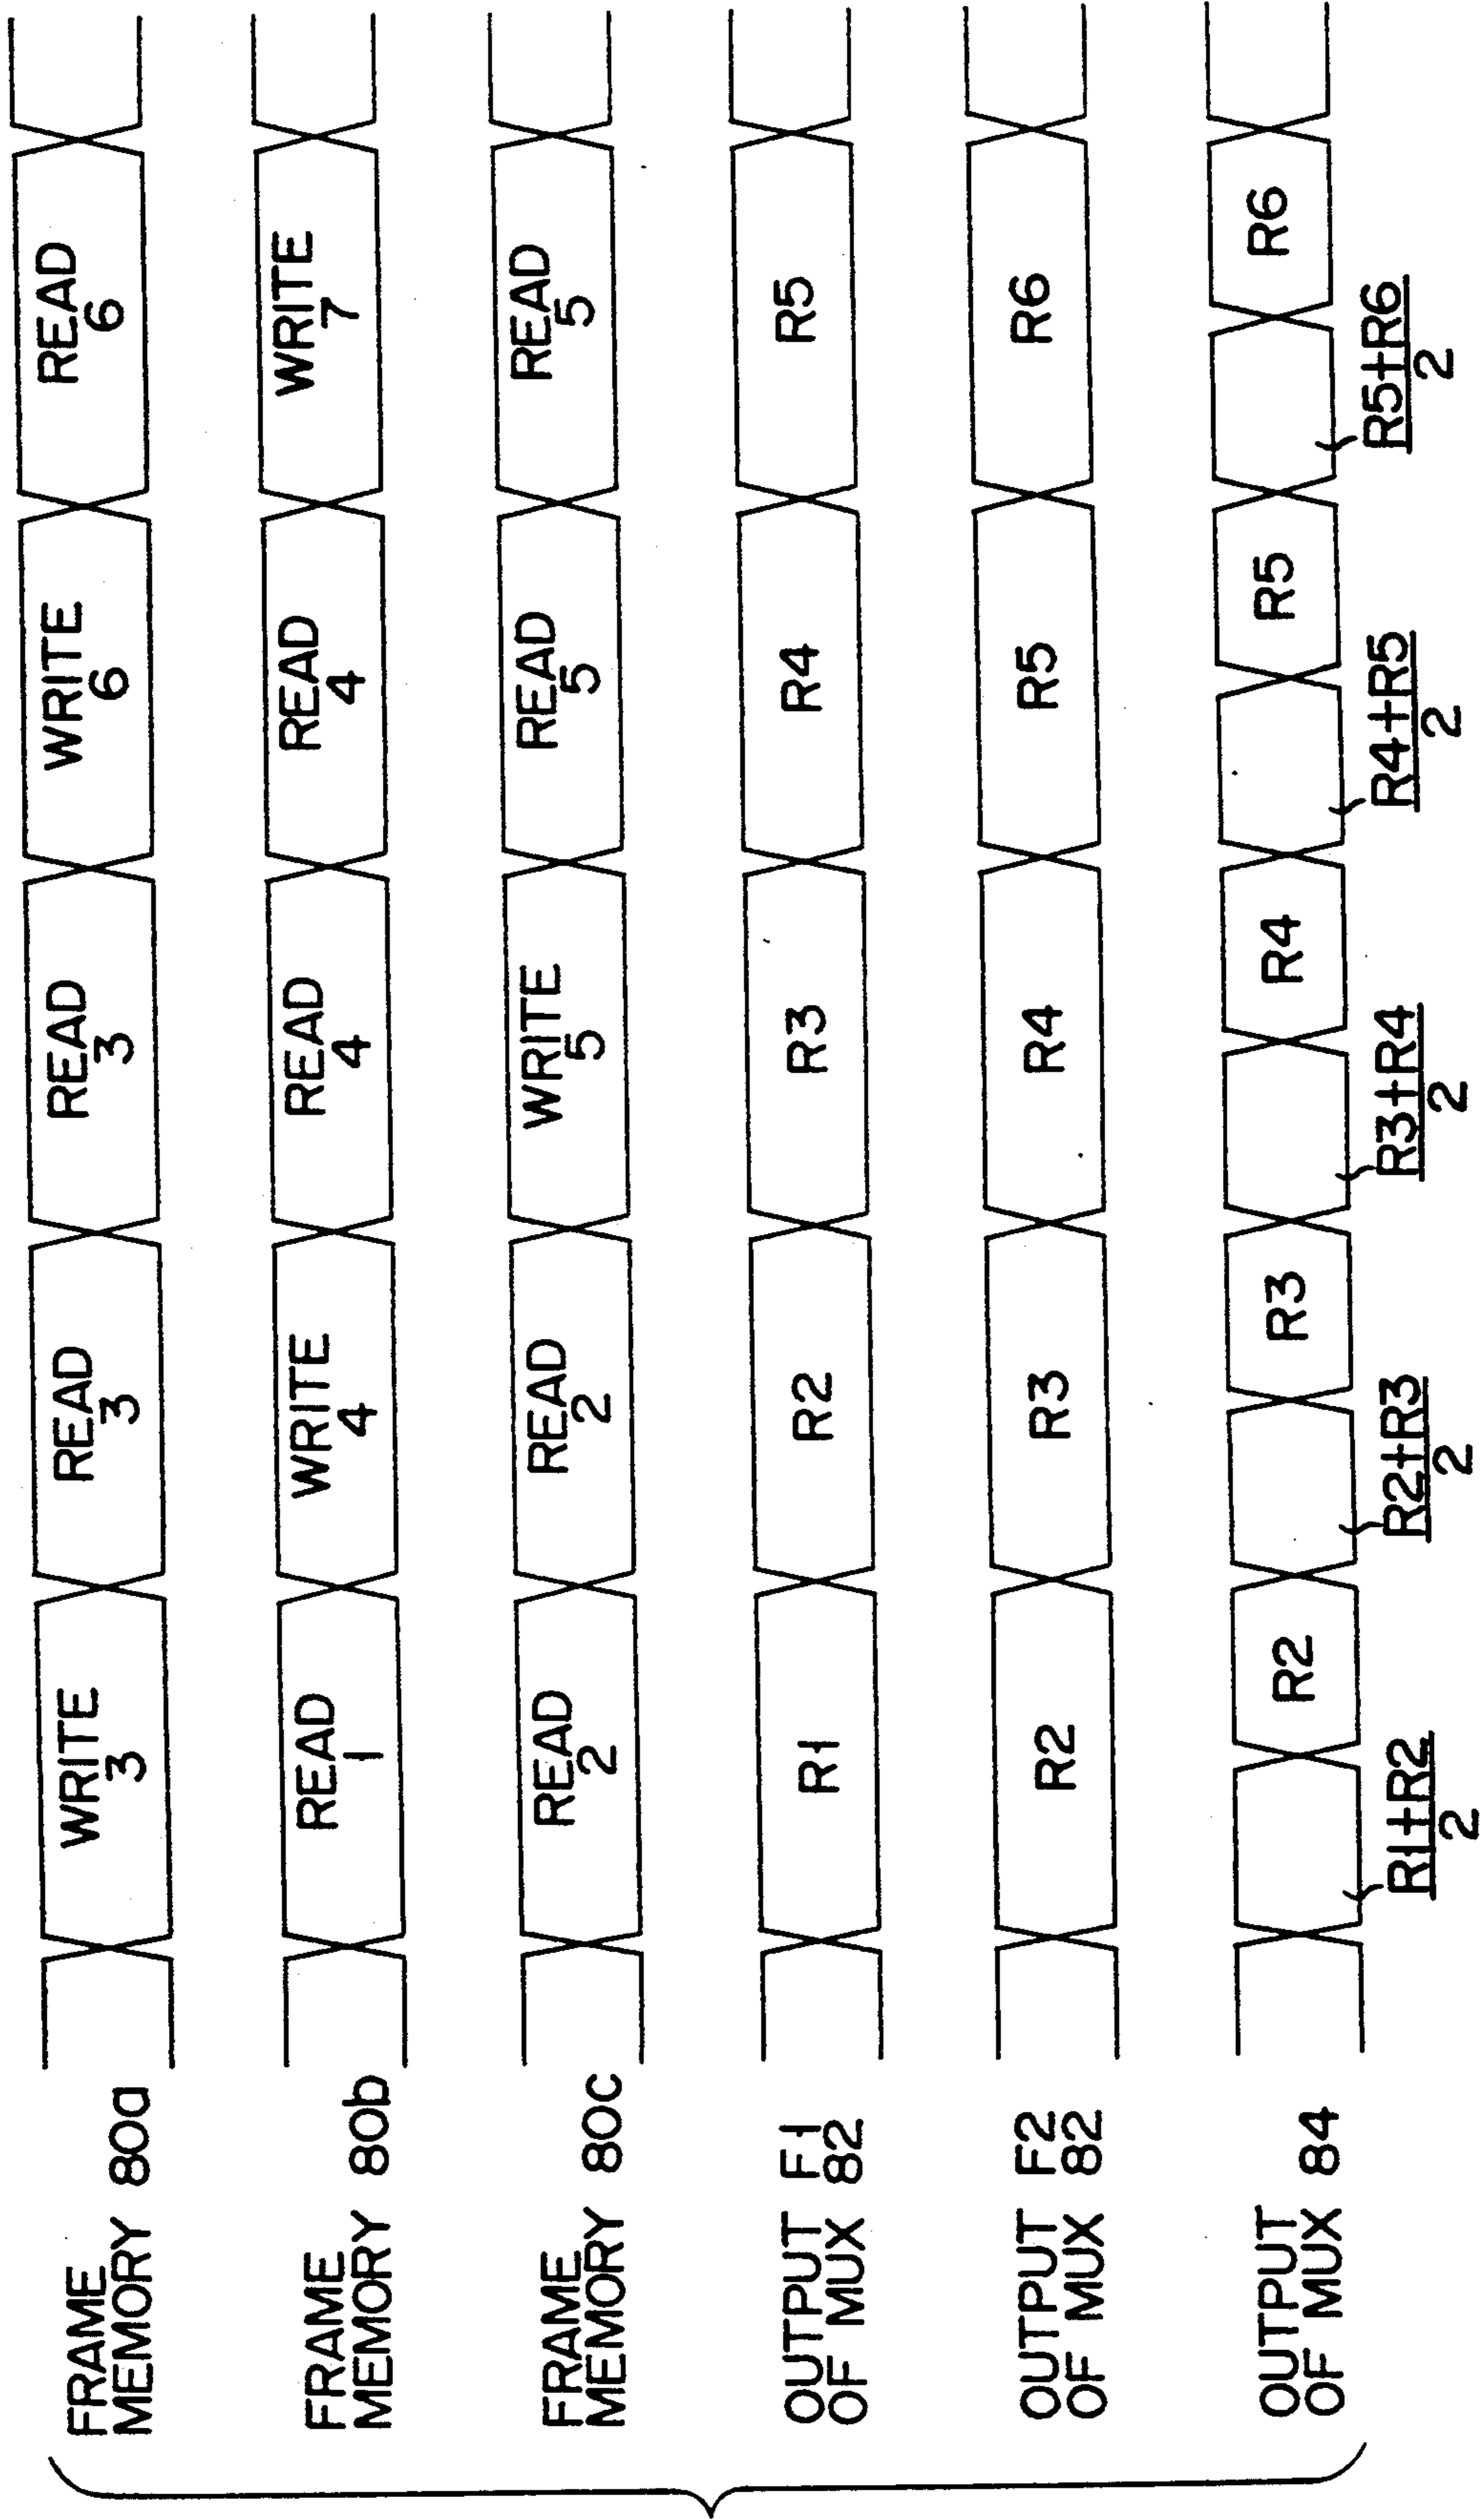 FRAME
MEMORY 80a
WRITE
3
READ
3
READ
3
WRITE
6
READ
6
FRAME
MEMORY 80b
READ
1
WRITE
4
READ
4
READ
4
WRITE
7
FRAME
MEMORY 80c
READ
2
READ
2
WRITE
5
READ
5
READ
5
OUTPUT F1
OF MUX 82
R1
R2
R3
R4
R5
OUTPUT F2
OF MUX 82
R2
R3
R4
R5
R6
OUTPUT
OF MUX 84
R2
R3
R4
R5
R6
R1+R2
2
R2+R3
2
R3+R4
2
R4+R5
2
R5+R6
2